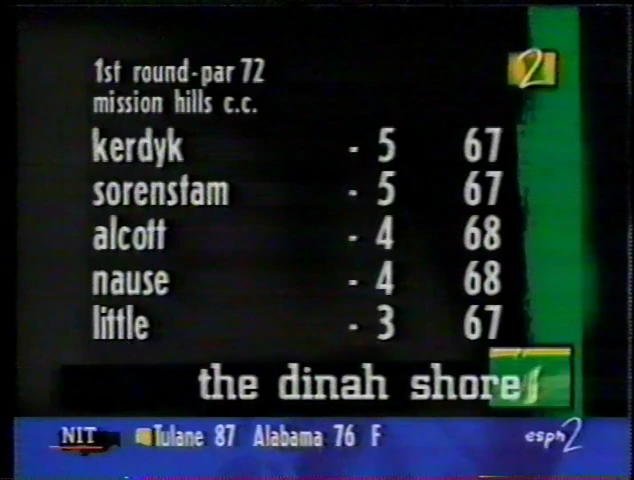 1st round-par 72
mission hills c.c.
2
kerdyk - 5 67
sorenstam - 5 67
alcott - 4 68
nause - 4 68
little - 3 67
the dinah shore
NIT Tulane 87 Alabama 76 F
espn2